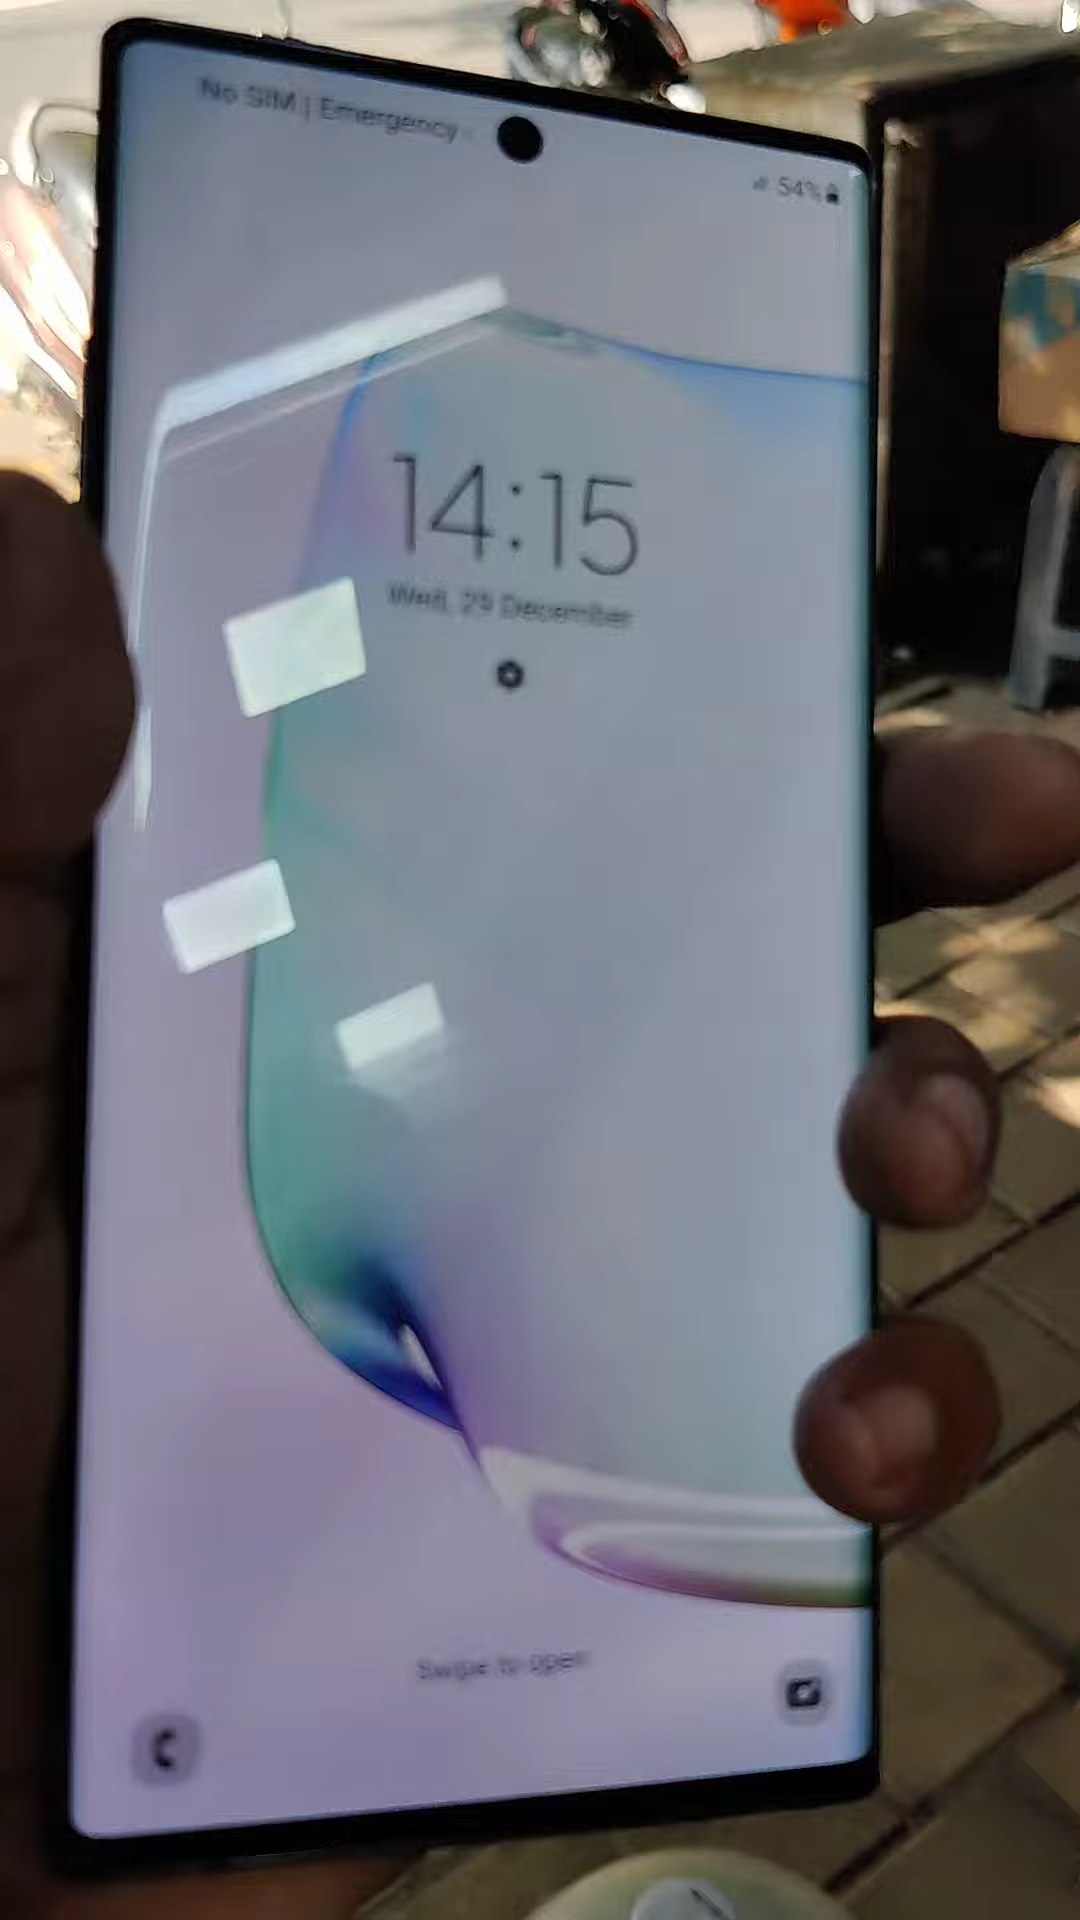 No SIM | Emergency
54%
14:15
Wed, 29 December
Swipe to open